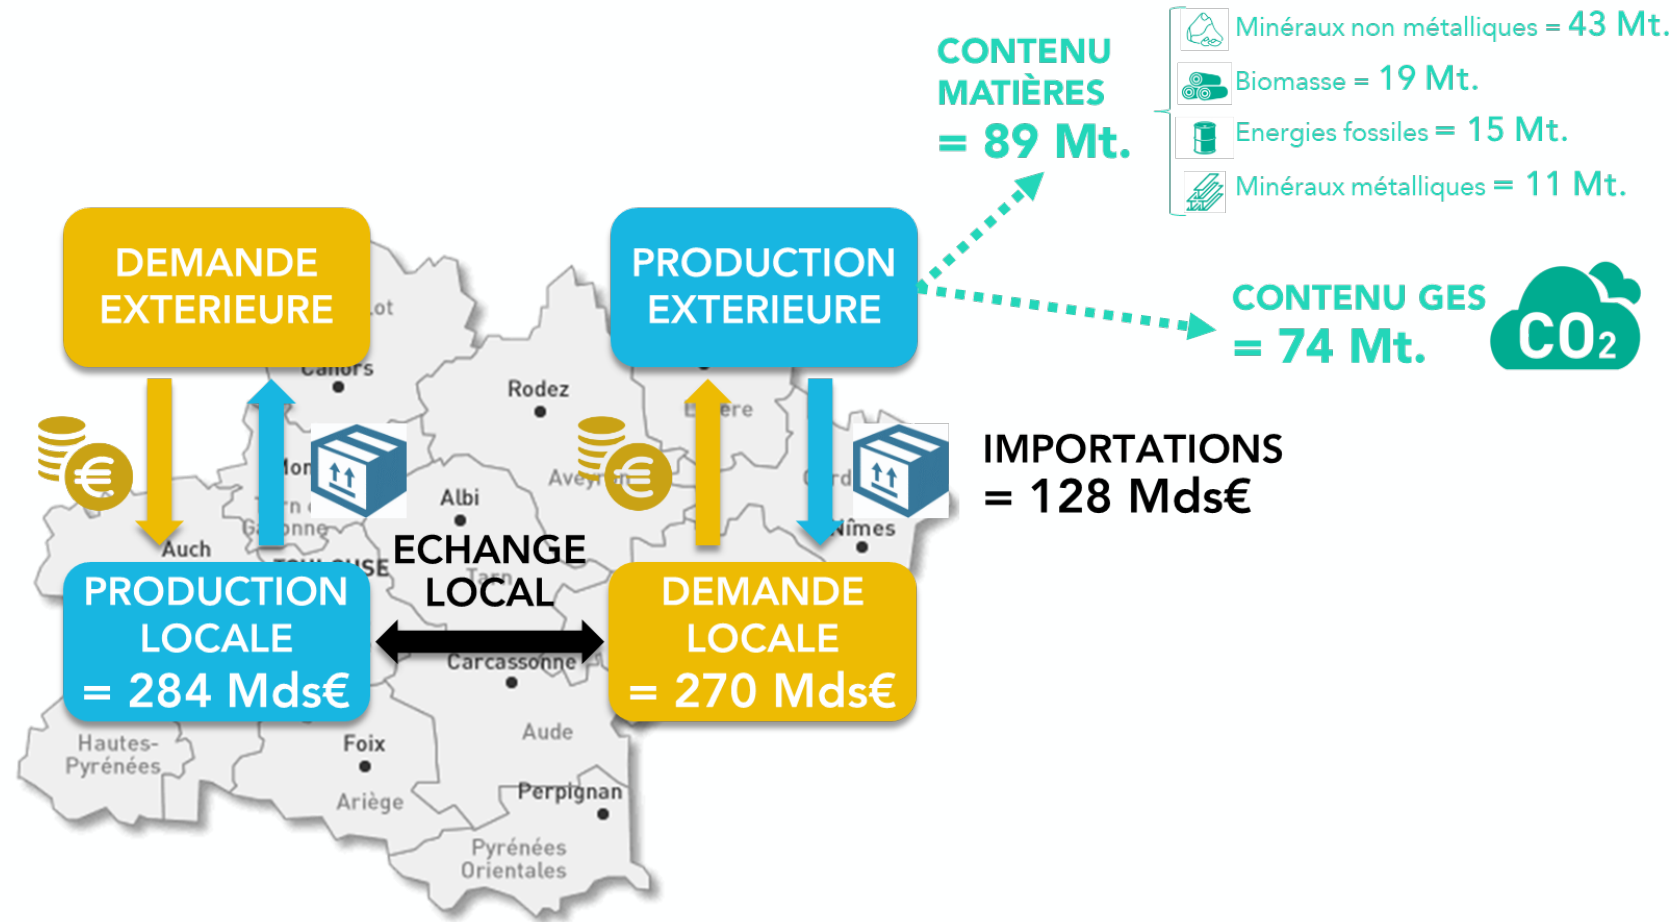 CONTENU
MATIÈRES
= 89 Mt.
Minéraux non métalliques = 43 Mt.
Biomasse = 19 Mt.
Energies fossiles = 15 Mt.
Minéraux métalliques = 11 Mt.
DEMANDE
EXTERIEURE
PRODUCTION
EXTERIEURE
CONTENU GES
= 74 Mt.
CO2
Rodez
Albi
Auch
Nîmes
IMPORTATIONS
= 128 Mds€
ECHANGE
LOCAL
Tarn
PRODUCTION
LOCALE
= 284 Mds€
DEMANDE
LOCALE
= 270 Mds€
Carcassonne
Hautes-
Pyrénées
Foix
Aude
Ariège
Perpignan
Pyrénées
Orientales